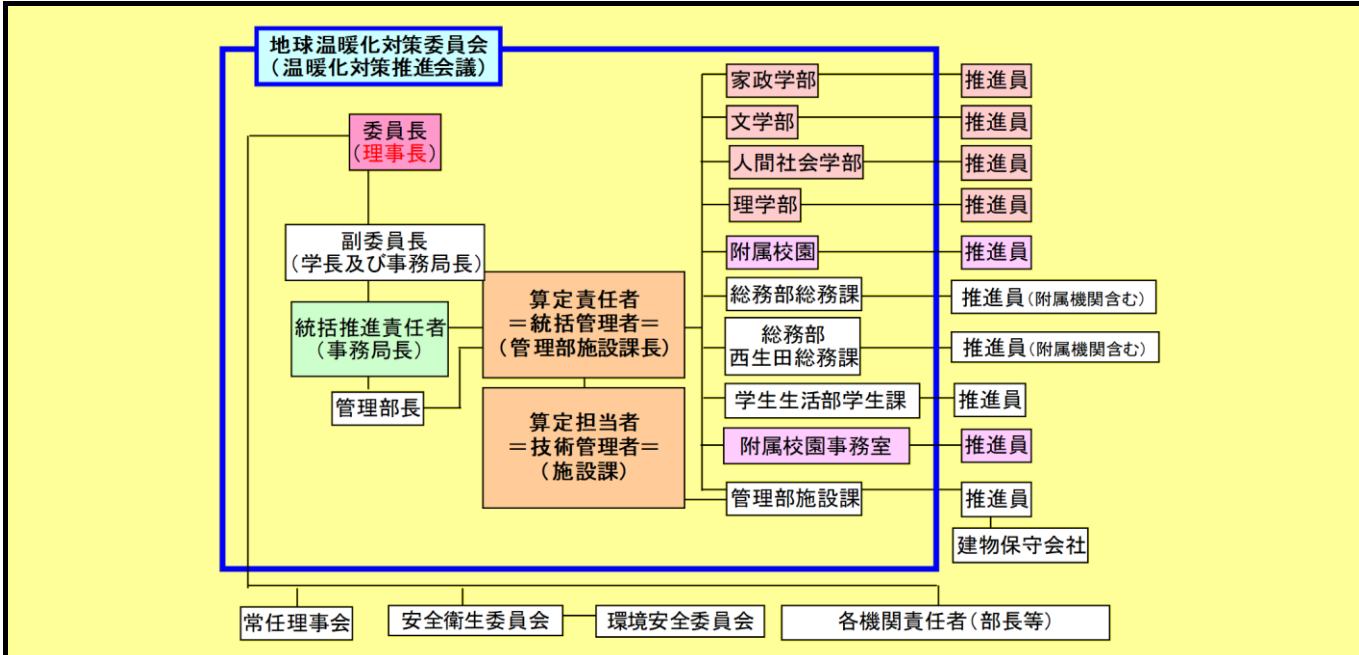 地球温暖化対策委員会
（温暖化対策推進会議）
委員長
（理事長）
副委員長
（学長及び事務局長）
統括推進責任者
（事務局長）
管理部長
算定責任者
＝統括管理者＝
（管理部施設課長）
算定担当者
＝技術管理者＝
（施設課）
家政学部
推進員
文学部
推進員
人間社会学部
推進員
理学部
推進員
附属校園
推進員
総務部総務課
推進員（附属機関含む）
総務部
西生田総務課
推進員（附属機関含む）
学生生活部学生課
推進員
附属校園事務室
推進員
管理部施設課
推進員
建物保守会社
常任理事会
安全衛生委員会
環境安全委員会
各機関責任者（部長等）